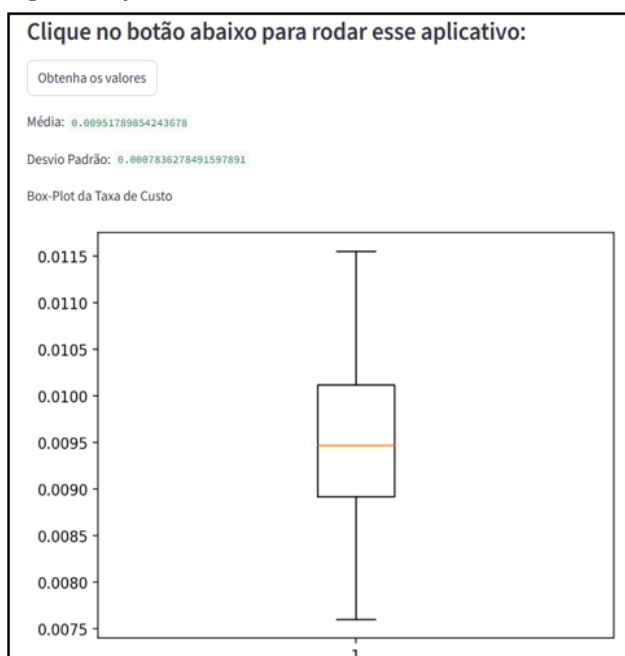 Clique no botão abaixo para rodar esse aplicativo:
Obtenha os valores
Média: 0.00951789854243678
Desvio Padrão: 0.0007836278491597891
Box-Plot da Taxa de Custo
0.0115
0.0110
0.0105
0.0100
0.0095
0.0090
0.0085
0.0080
0.0075
1